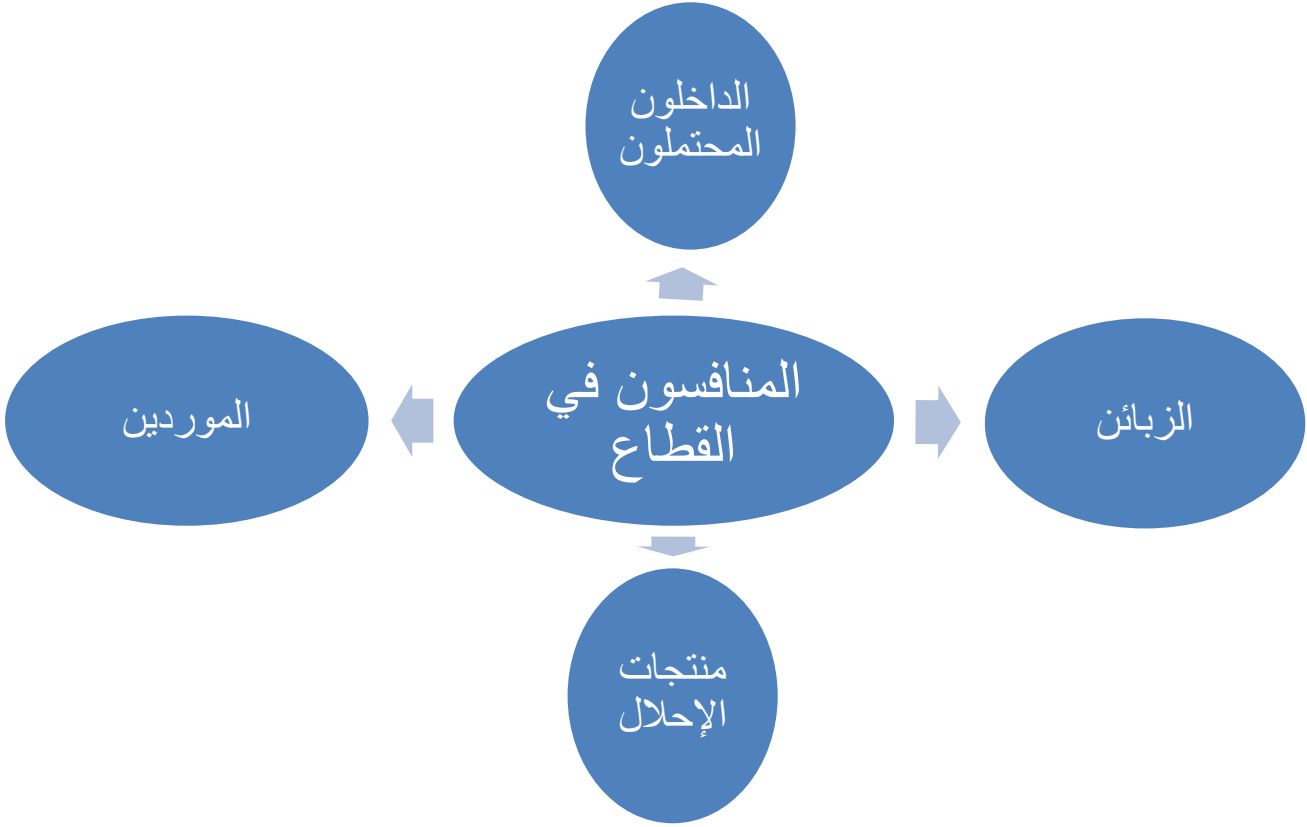 الداخلون
المحتملون
المنافسون في
القطاع
الزبائن
الموردين
منتجات
الإحلال